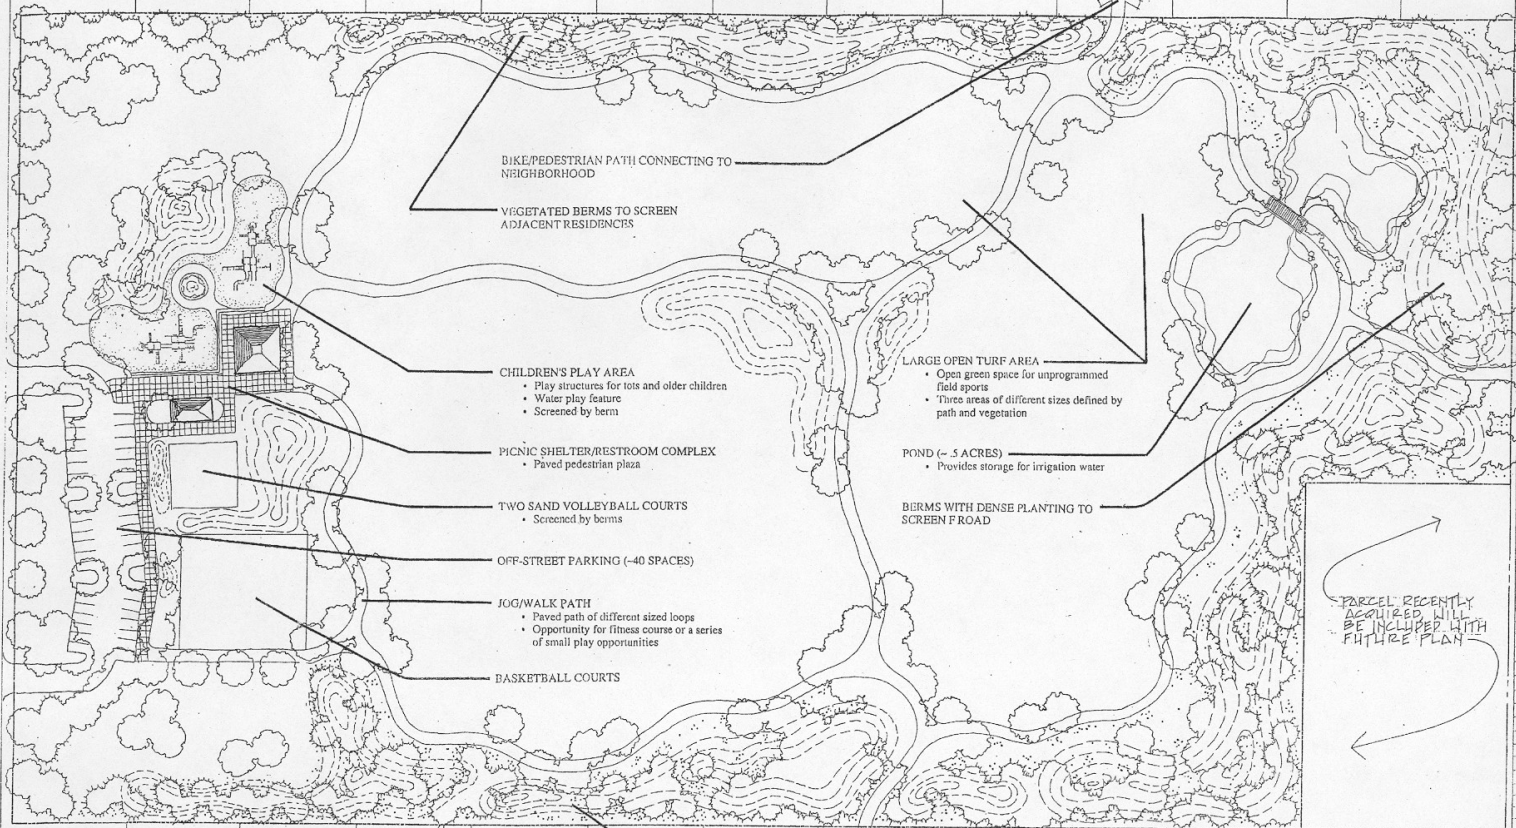 BIKE/PEDESTRIAN PATH CONNECTING TO
NEIGHBORHOOD
VEGETATED BERMS TO SCREEN
ADJACENT RESIDENCES
CHILDREN'S PLAY AREA
• Play structures for tots and older children
• Water play feature
• Screened by berm
PICNIC SHELTER/RESTROOM COMPLEX
• Paved pedestrian plaza
TWO SAND VOLLEYBALL COURTS
• Screened by berms
OFF-STREET PARKING (~40 SPACES)
JOG/WALK PATH
• Paved path of different sized loops
• Opportunity for fitness course or a series
of small play opportunities
BASKETBALL COURTS
LARGE OPEN TURF AREA
• Open green space for unprogrammed
field sports
• Three areas of different sizes defined by
path and vegetation
POND (~ .5 ACRES)
• Provides storage for irrigation water
BERMS WITH DENSE PLANTING TO
SCREEN F ROAD
PARCEL RECENTLY
ACQUIRED WILL
BE INCLUDED WITH
FUTURE PLAN